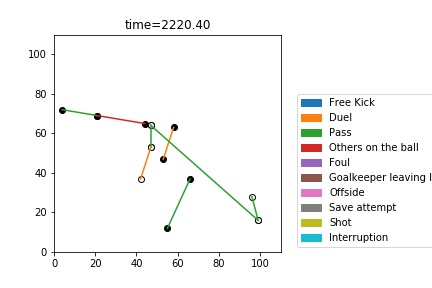 time=2220.40
100
80
60
40
20
0
0 20 40 60 80 100
Free Kick
Duel
Pass
Others on the ball
Foul
Goalkeeper leaving l
Offside
Save attempt
Shot
Interruption